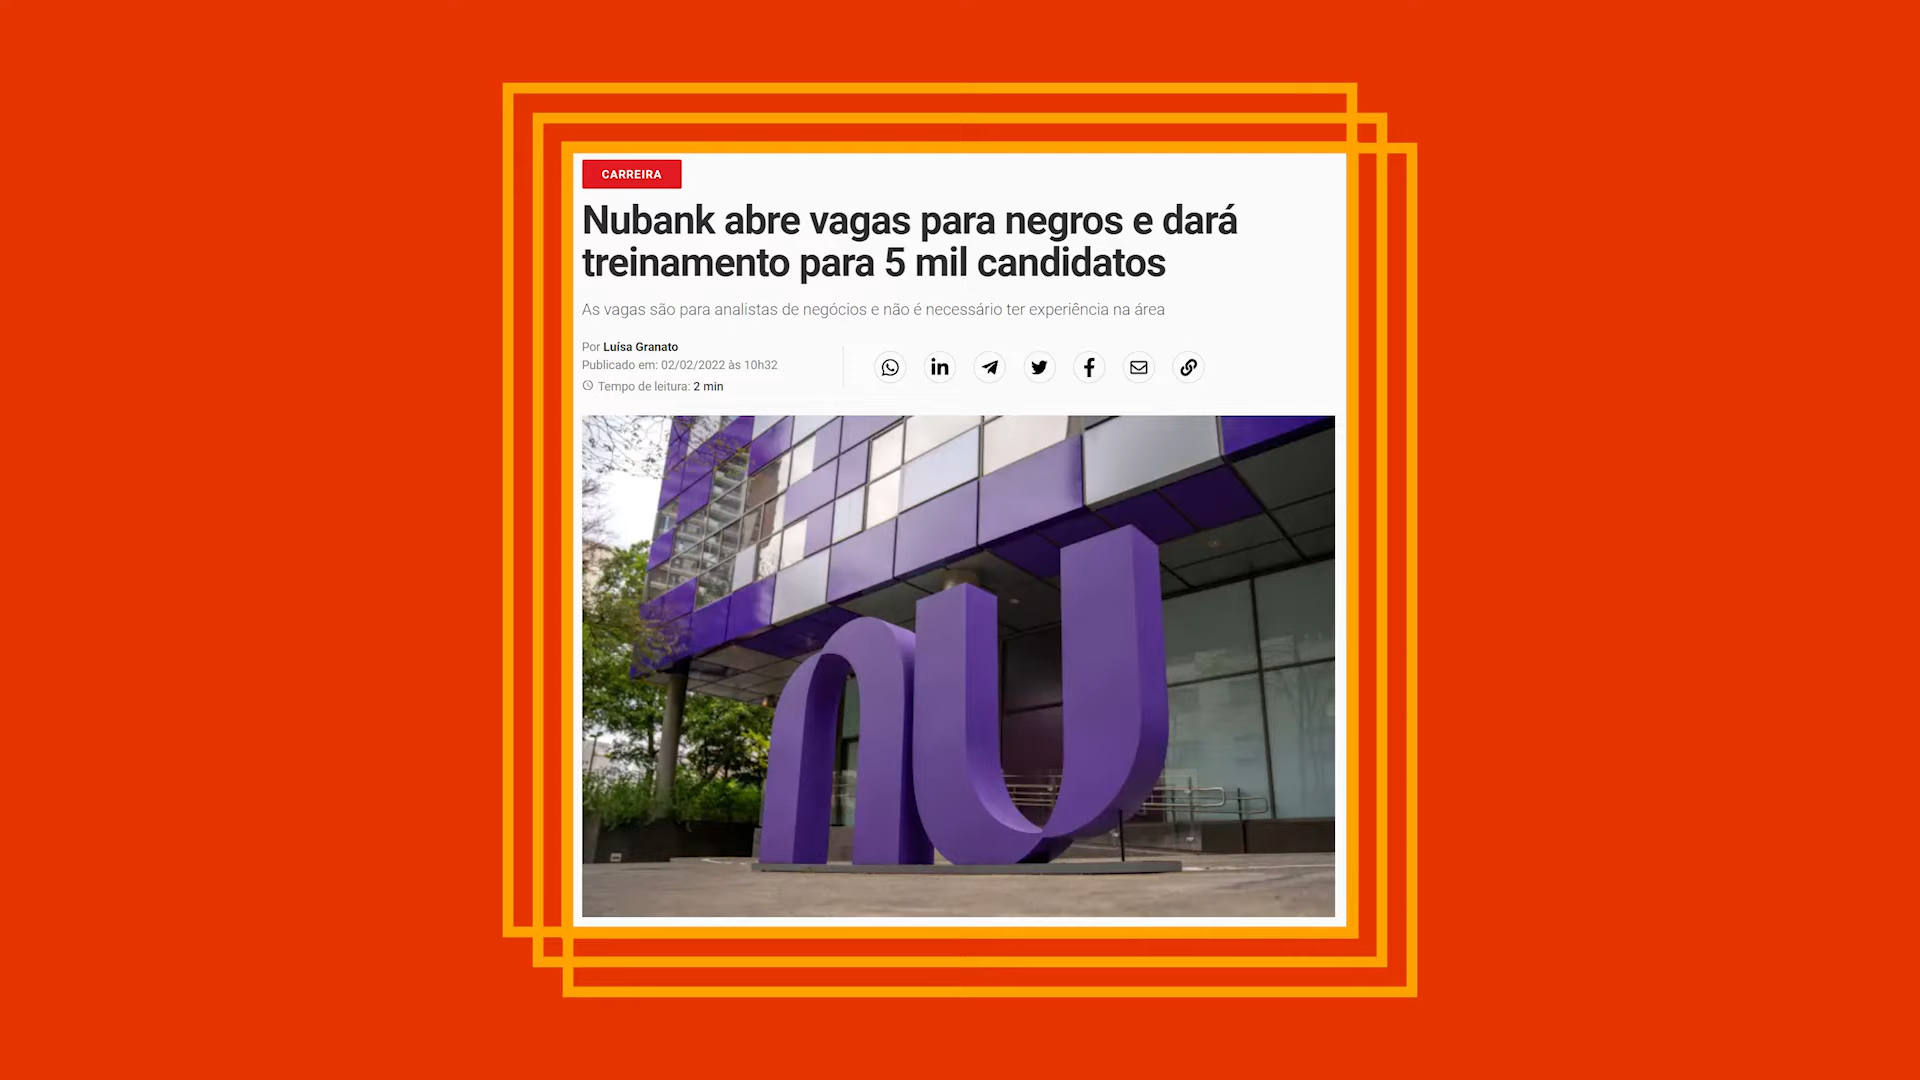 CARREIRA
Nubank abre vagas para negros e dará
treinamento para 5 mil candidatos
As vagas são para analistas de negócios e não é necessário ter experiência na área
Por Luísa Granato
Publicado em: 02/02/2022 às 10h32
Tempo de leitura: 2 min
nu